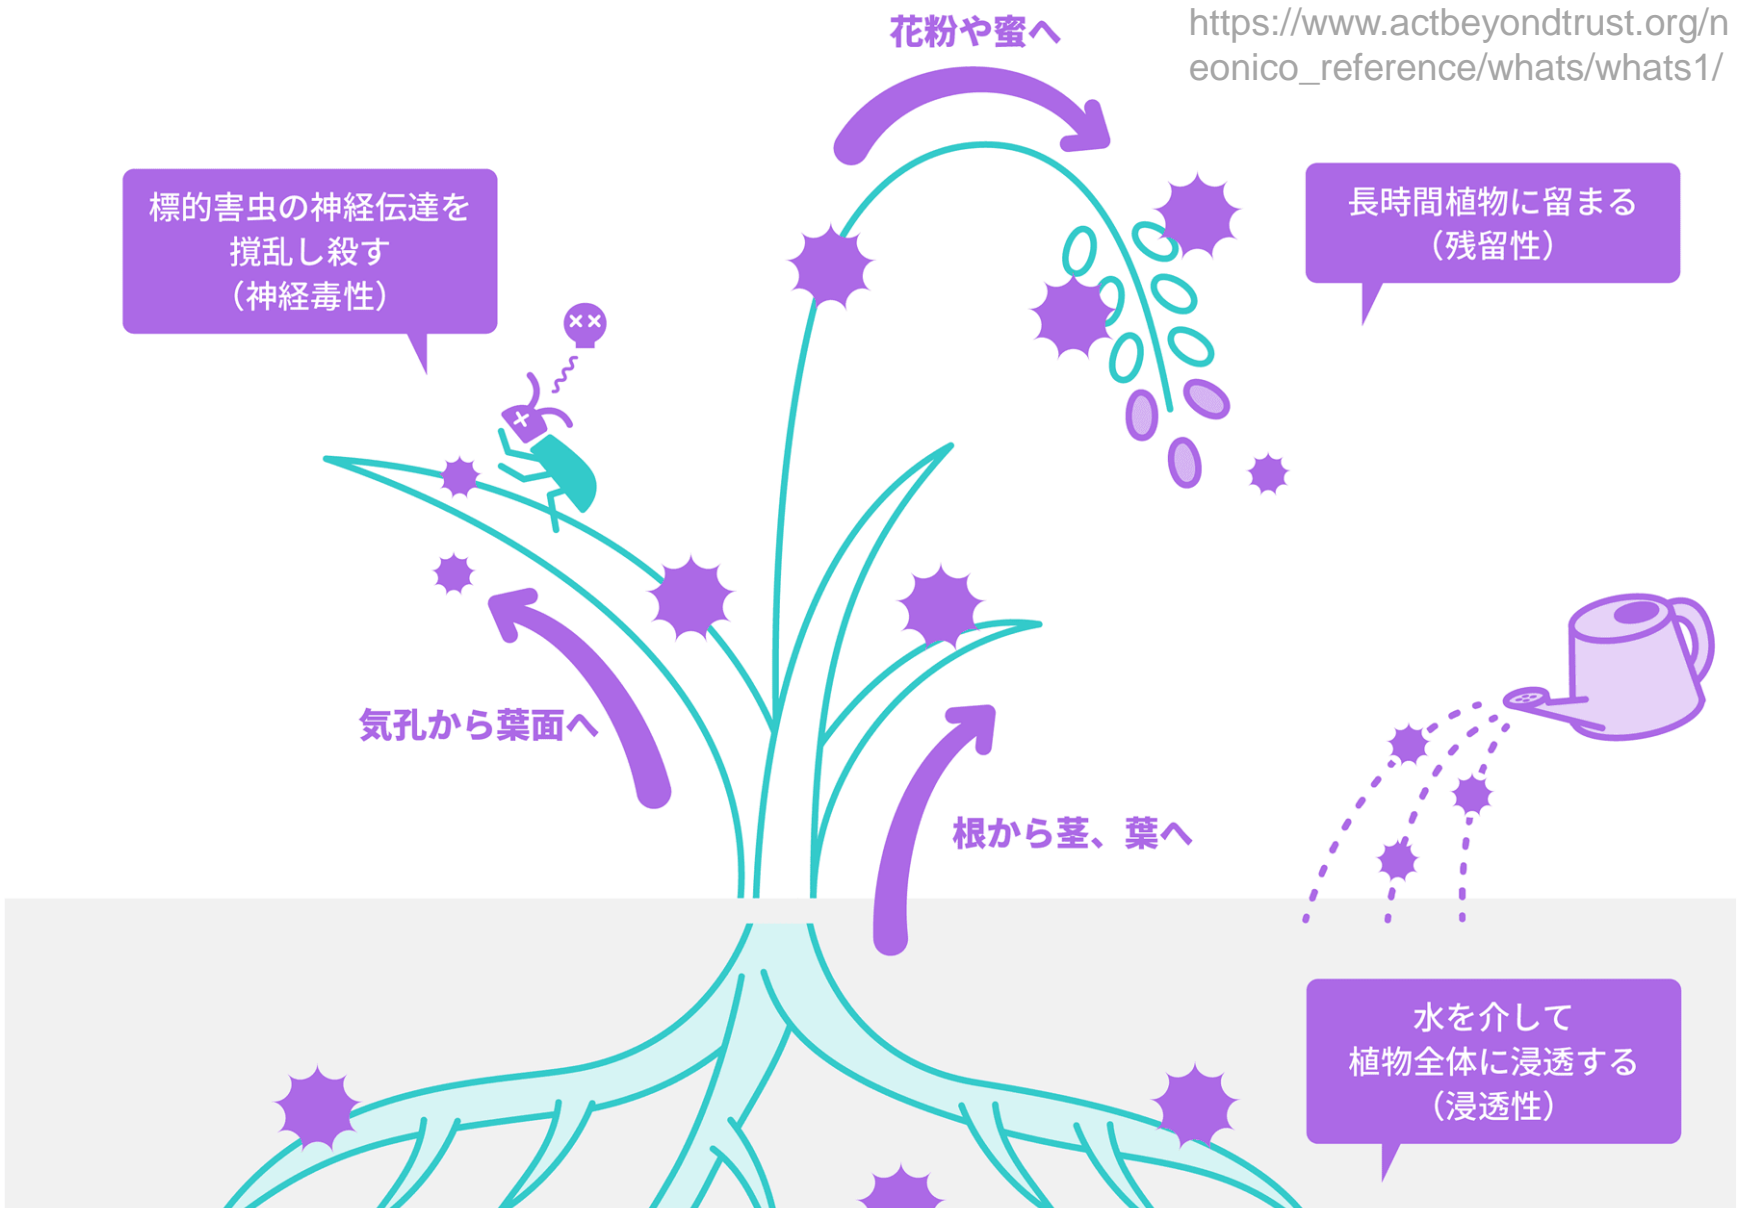 花粉や蜜へ
https://www.actbeyondtrust.org/n
eonico_reference/whats/whats1/
標的害虫の神経伝達を
撹乱し殺す
（神経毒性）
長時間植物に留まる
（残留性）
気孔から葉面へ
根から茎、葉へ
水を介して
植物全体に浸透する
（浸透性）